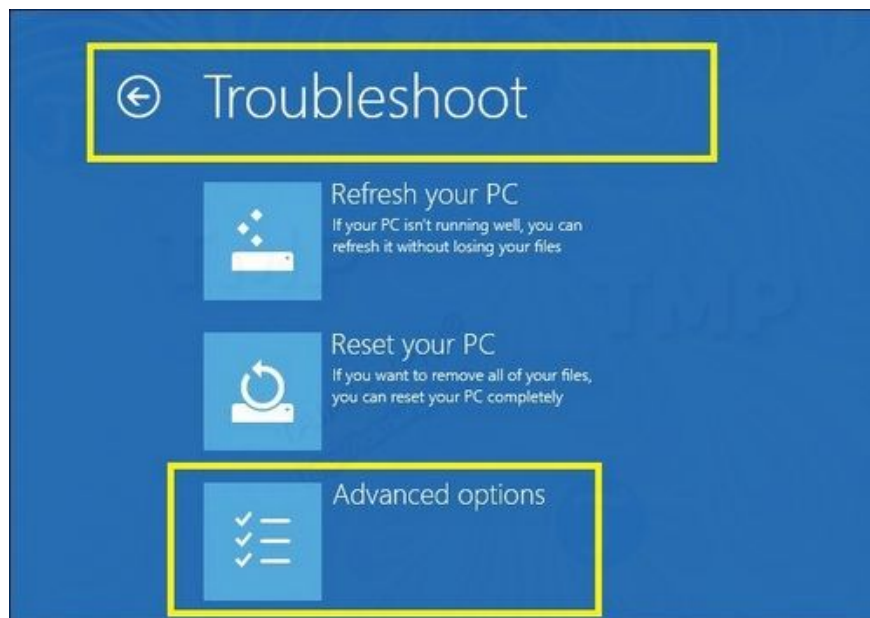 Troubleshoot
Refresh your PC
If your PC isn't running well, you can
refresh it without losing your files
TMP
Reset your PC
If you want to remove all of your files,
you can reset your PC completely
Advanced options